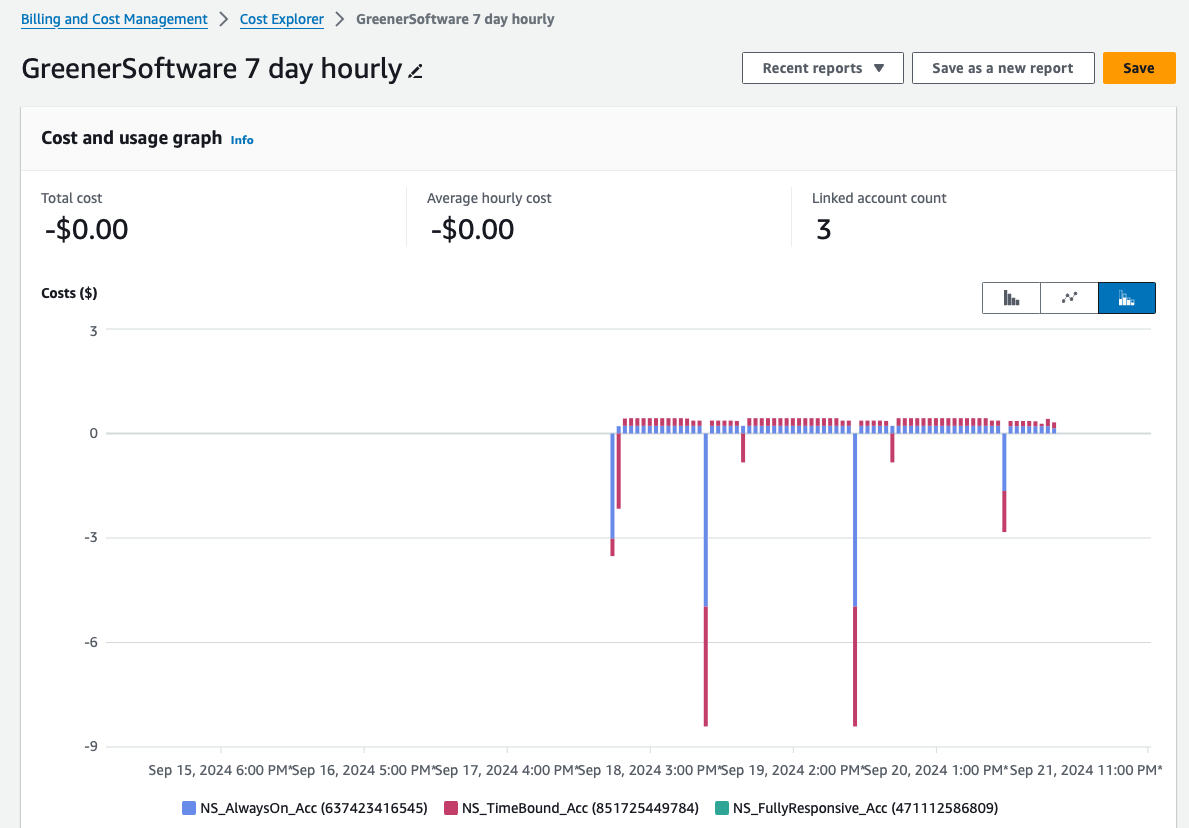 Billing and Cost Management > Cost Explorer > GreenerSoftware 7 day hourly
GreenerSoftware 7 day hourly
Recent reports ▼
Save as a new report
Save
Cost and usage graph Info
Total cost
-$0.00
Average hourly cost
-$0.00
Linked account count
3
Costs ($)
3
0
-3
-6
-9
Sep 15, 2024 6:00 PM* Sep 16, 2024 5:00 PM* Sep 17, 2024 4:00 PM* Sep 18, 2024 3:00 PM* Sep 19, 2024 2:00 PM* Sep 20, 2024 1:00 PM* Sep 21, 2024 11:00 PM*
NS_AlwaysOn_Acc (637423416545) NS_TimeBound_Acc (851725449784) NS_FullyResponsive_Acc (471112586809)